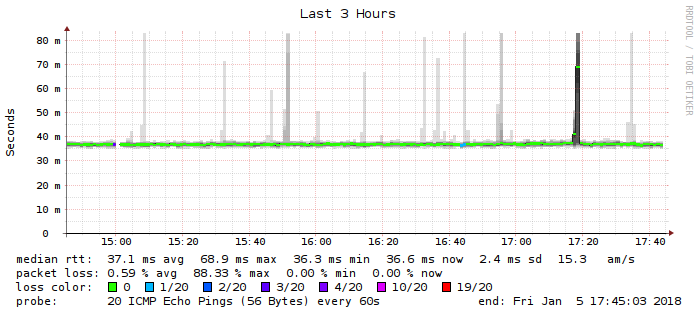 Last 3 Hours
RRDTOOL / TOBI OETIKER
Seconds
80 m
70 m
60 m
50 m
40 m
30 m
20 m
10 m
0
15:00 15:20 15:40 16:00 16:20 16:40 17:00 17:20 17:40
median rtt: 37.1 ms avg 68.9 ms max 36.3 ms min 36.6 ms now 2.4 ms sd 15.3 am/s
packet loss: 0.59 % avg 88.33 % max 0.00 % min 0.00 % now
loss color: 0 1/20 2/20 3/20 4/20 10/20 19/20
probe: 20 ICMP Echo Pings (56 Bytes) every 60s end: Fri Jan 5 17:45:03 2018